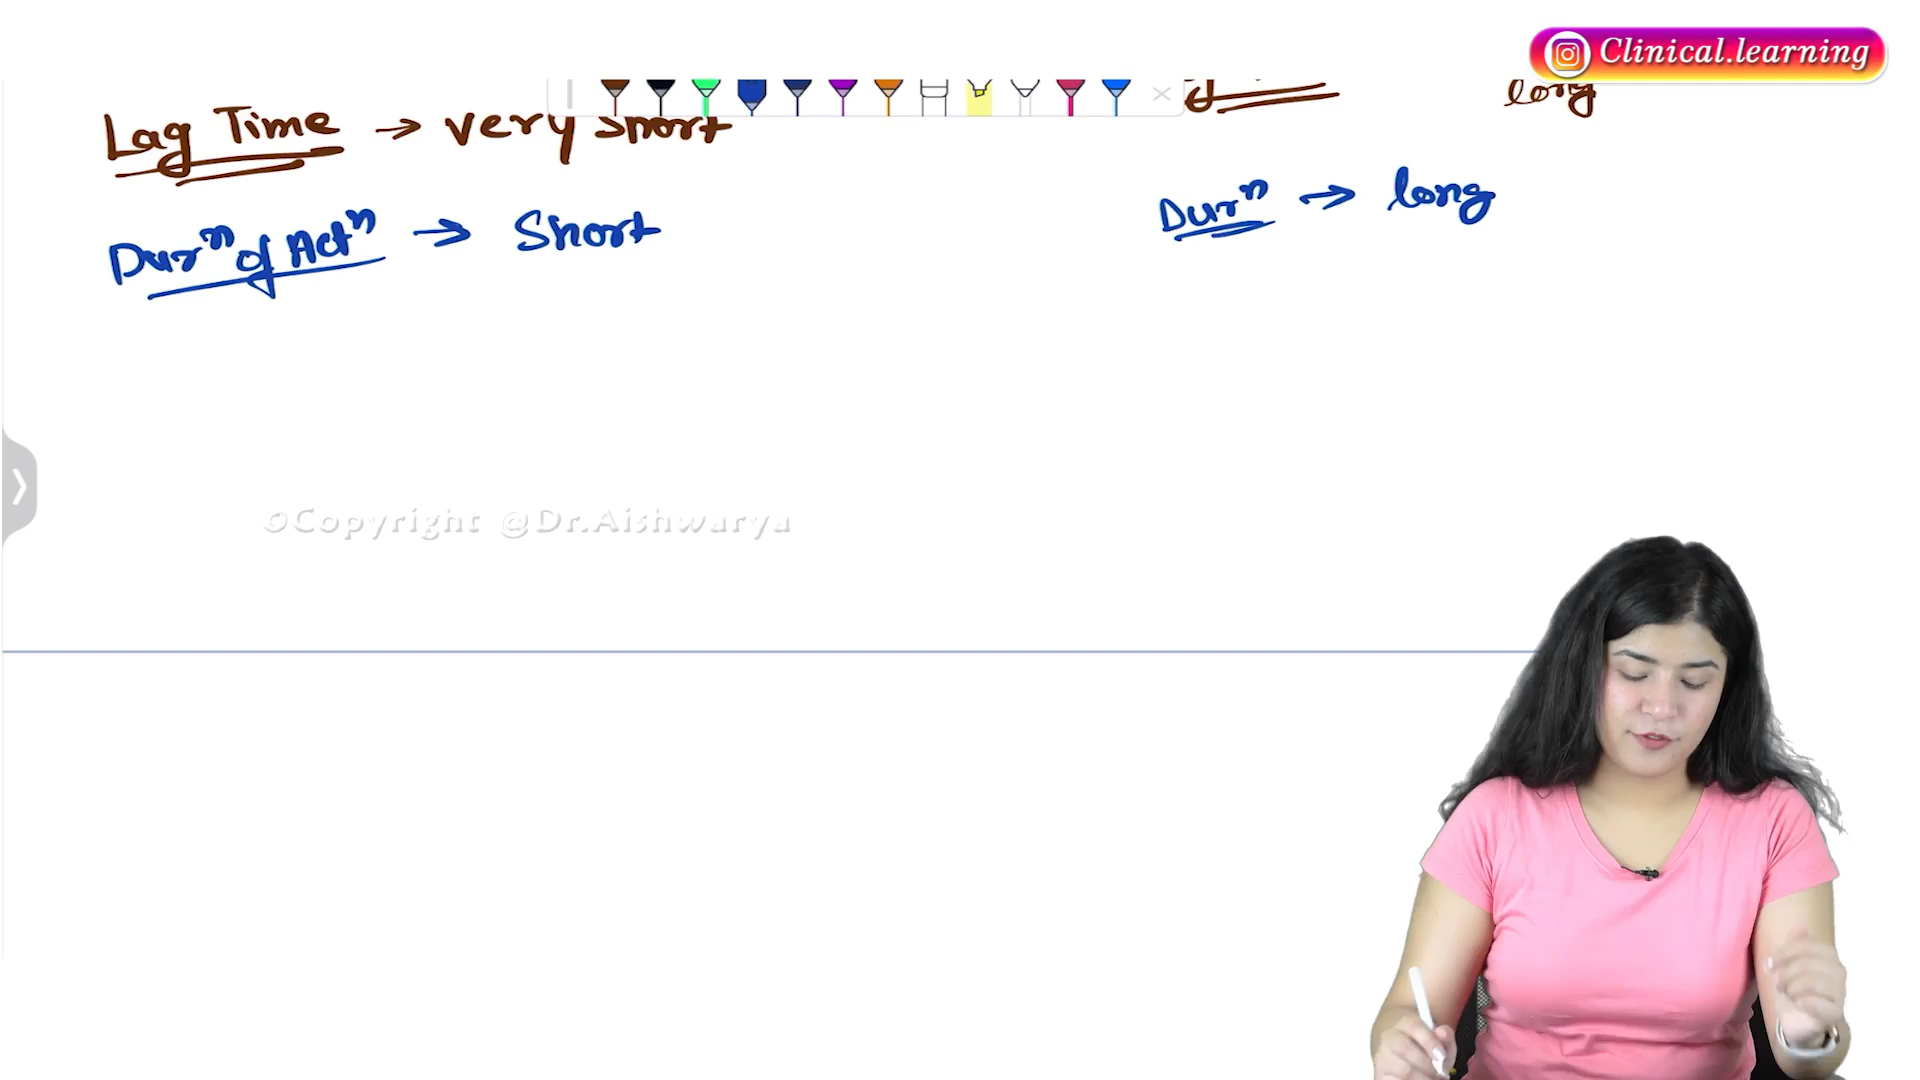 Clinical.learning
Lag Time → very short
long
Durⁿ of Actⁿ → Short
Durⁿ → long
©Copyright @Dr.Aishwarya